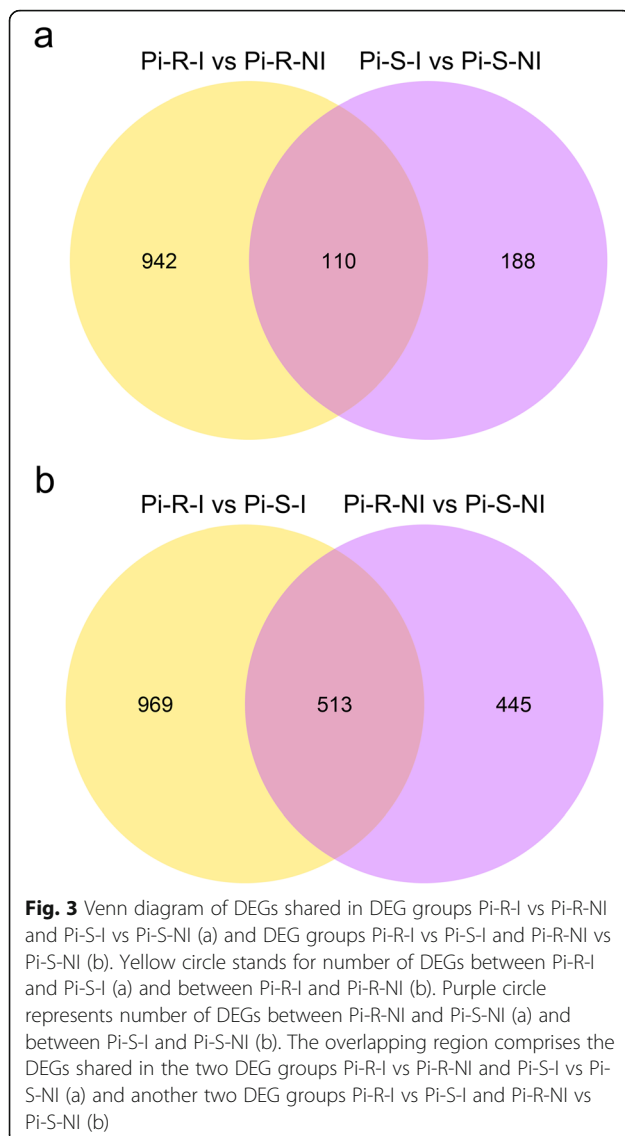 a
Pi-R-I vs Pi-R-NI Pi-S-I vs Pi-S-NI
942 110 188
b
Pi-R-I vs Pi-S-I Pi-R-NI vs Pi-S-NI
969 513 445
Fig. 3 Venn diagram of DEGs shared in DEG groups Pi-R-I vs Pi-R-NI
and Pi-S-I vs Pi-S-NI (a) and DEG groups Pi-R-I vs Pi-S-I and Pi-R-NI vs
Pi-S-NI (b). Yellow circle stands for number of DEGs between Pi-R-I
and Pi-S-I (a) and between Pi-R-I and Pi-R-NI (b). Purple circle
represents number of DEGs between Pi-R-NI and Pi-S-NI (a) and
between Pi-S-I and Pi-S-NI (b). The overlapping region comprises the
DEGs shared in the two DEG groups Pi-R-I vs Pi-R-NI and Pi-S-I vs Pi-
S-NI (a) and another two DEG groups Pi-R-I vs Pi-S-I and Pi-R-NI vs
Pi-S-NI (b)